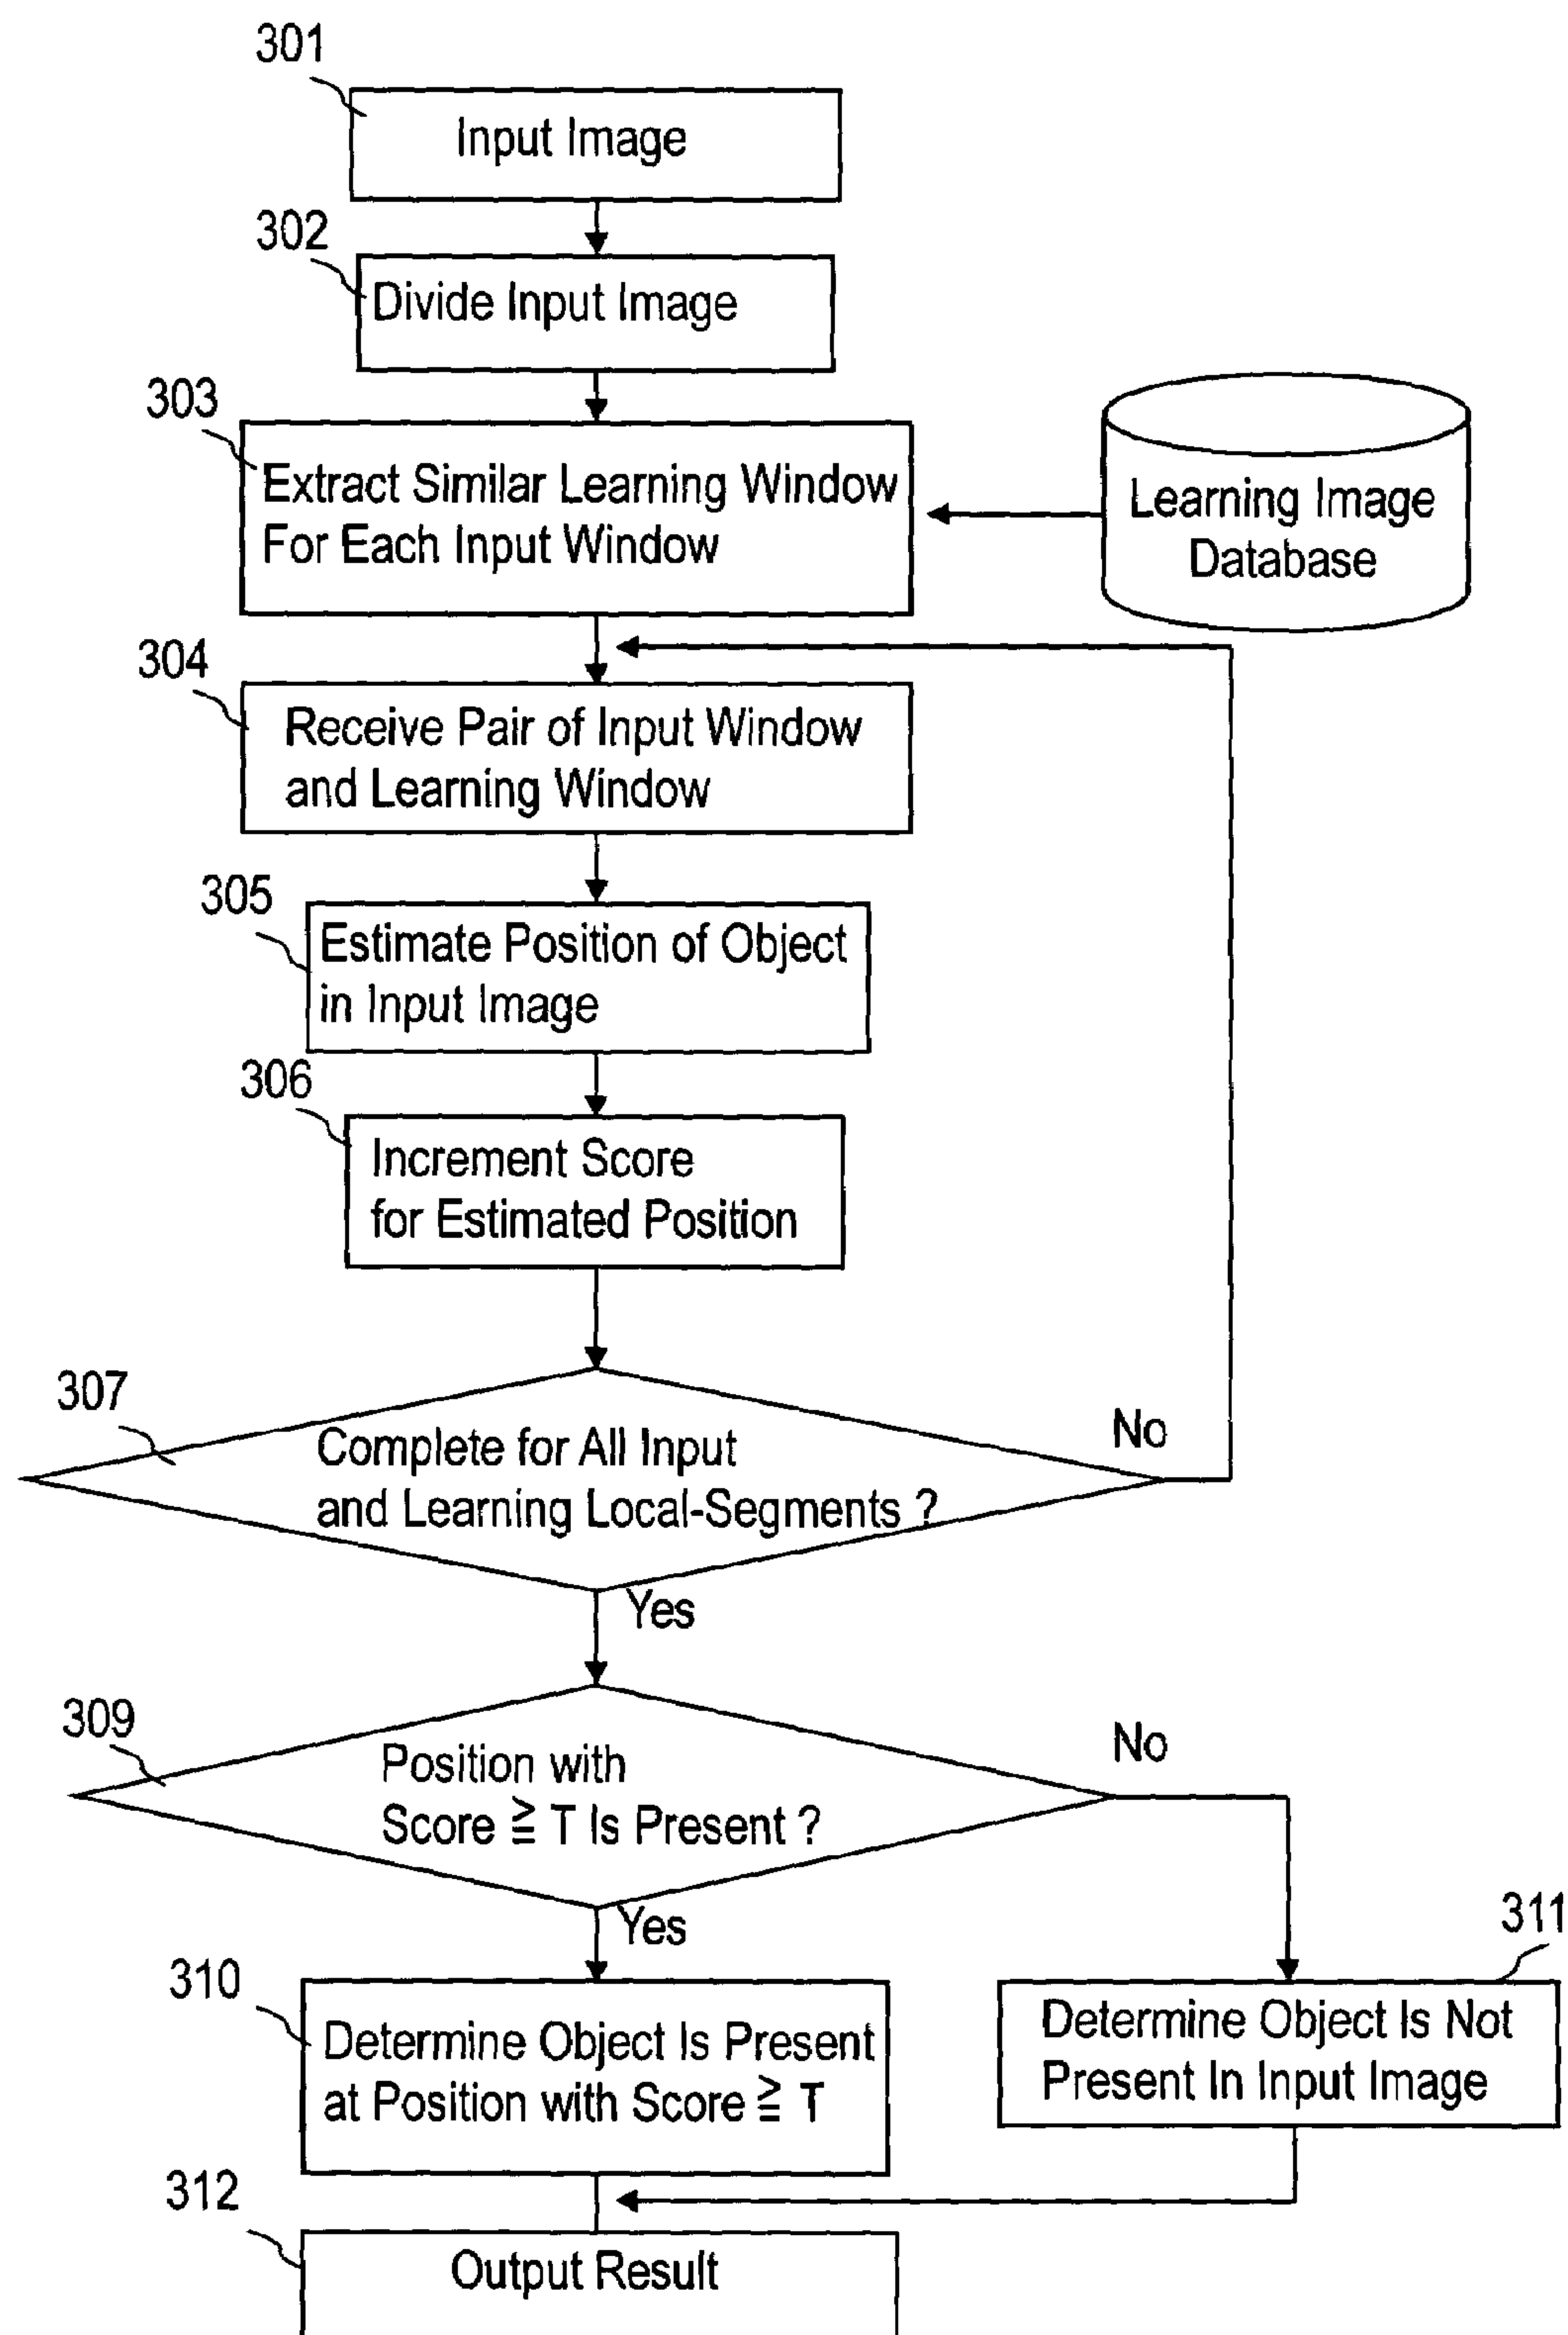 301
Input Image
302
Divide Input Image
303
Extract Similar Learning Window
For Each Input Window
Learning Image
Database
304
Receive Pair of Input Window
and Learning Window
305
Estimate Position of Object
in Input Image
306
Increment Score
for Estimated Position
307
Complete for All Input
and Learning Local-Segments ?
No
Yes
309
Position with
Score ≧ T Is Present ?
No
Yes
310
Determine Object Is Present
at Position with Score ≧ T
311
Determine Object Is Not
Present In Input Image
312
Output Result